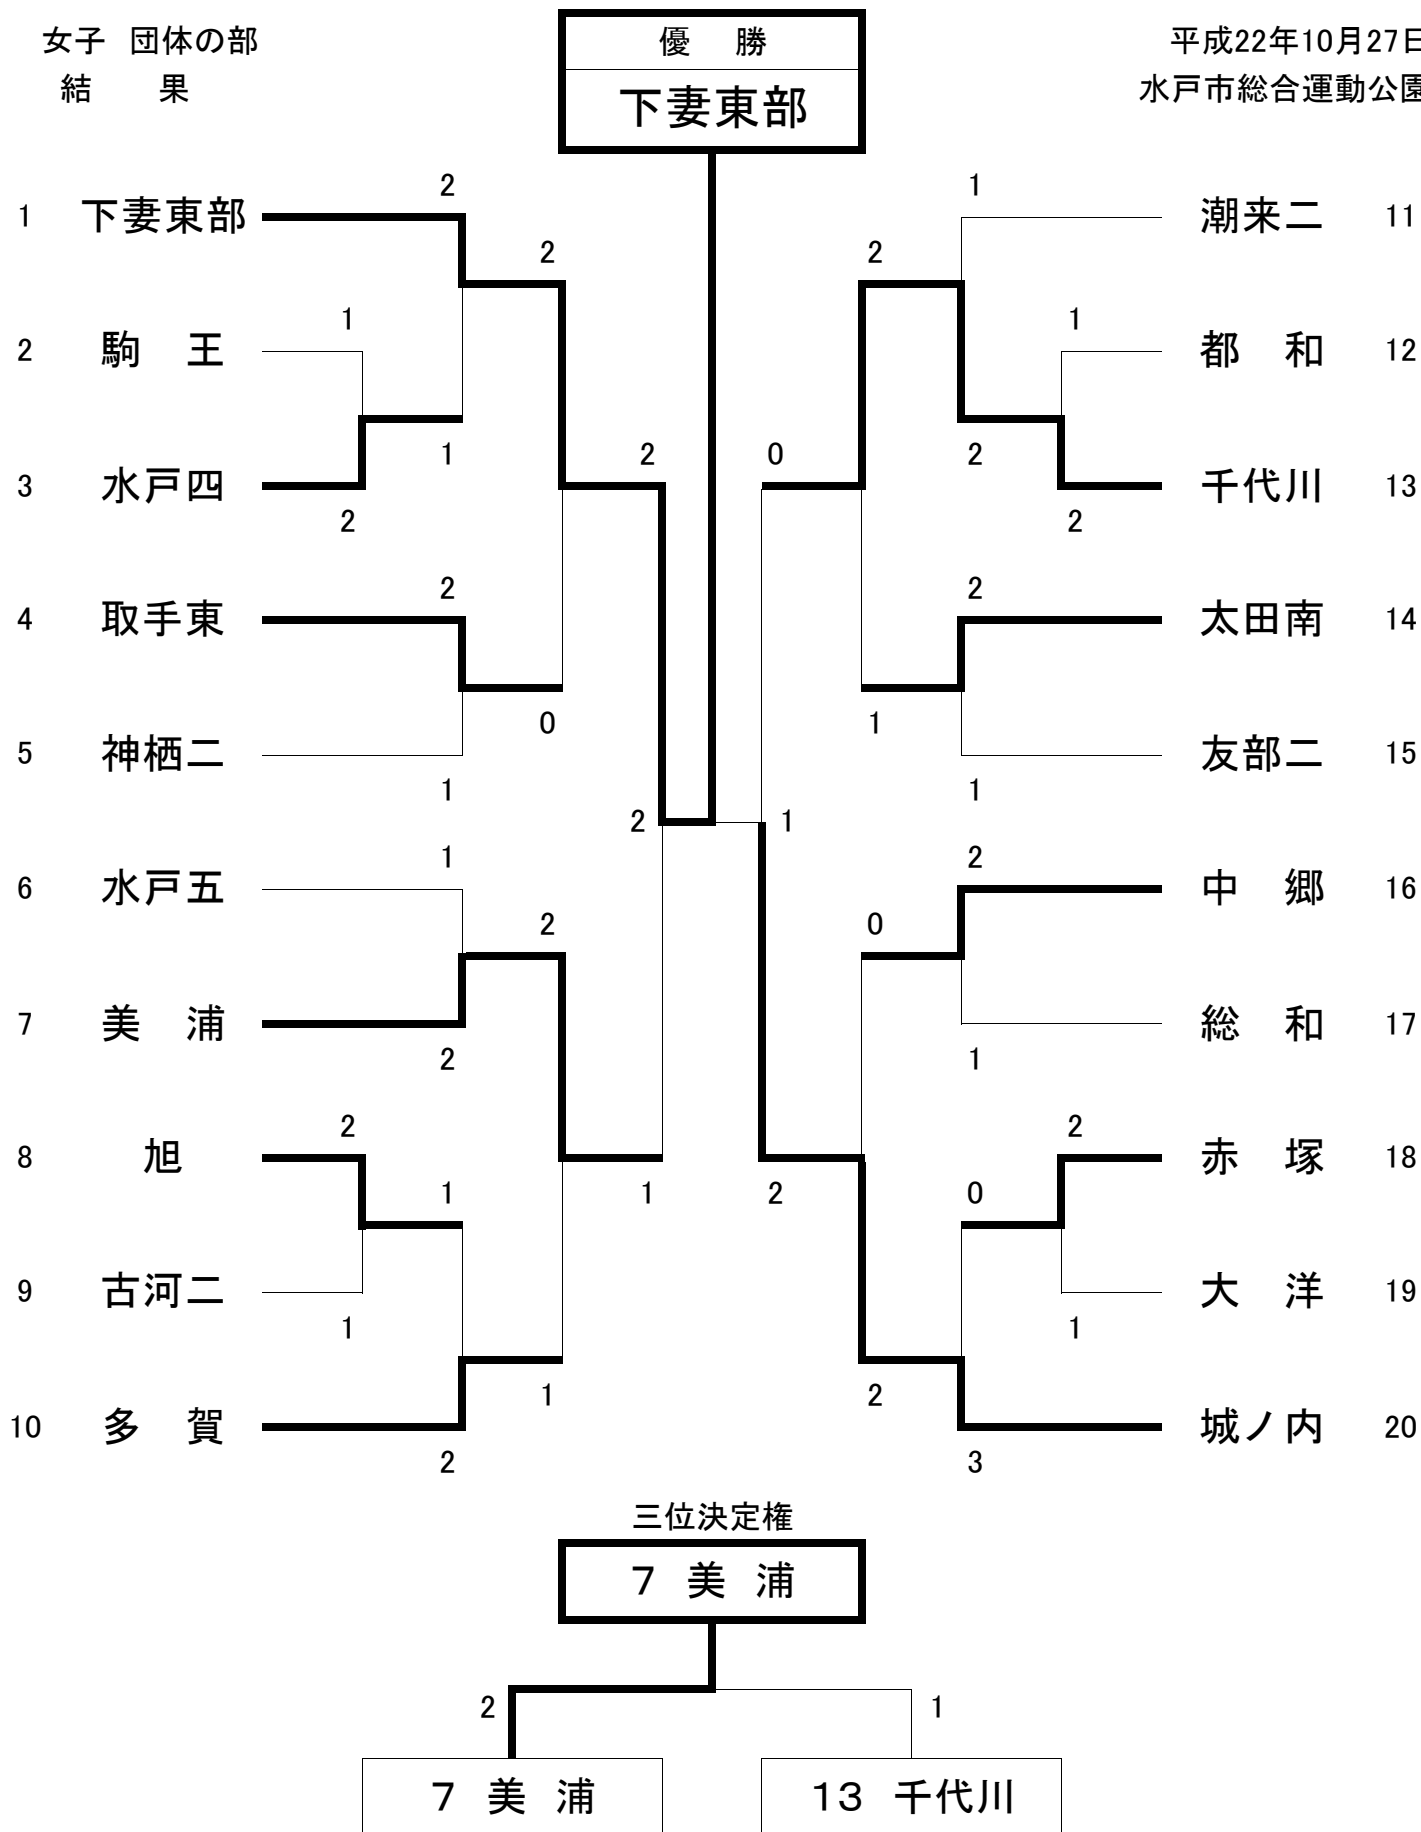 女子 団体の部
結 果
優 勝
下妻東部
平成22年10月27日
水戸市総合運動公園
2
1
1 下妻東部
潮来二 11
2
2
1
1
2 駒 王
都 和 12
1
2
0
2
3 水戸四
千代川 13
2
2
2
2
4 取手東
太田南 14
0
1
5 神栖二
友部二 15
1
1
2
1
1
2
6 水戸五
中 郷 16
2
0
7 美 浦
総 和 17
2
1
2
2
8 旭
赤 塚 18
1
1
2
0
9 古河二
大 洋 19
1
1
1
2
10 多 賀
城ノ内 20
2
3
三位決定権
7 美 浦
2
1
7 美 浦
13 千代川